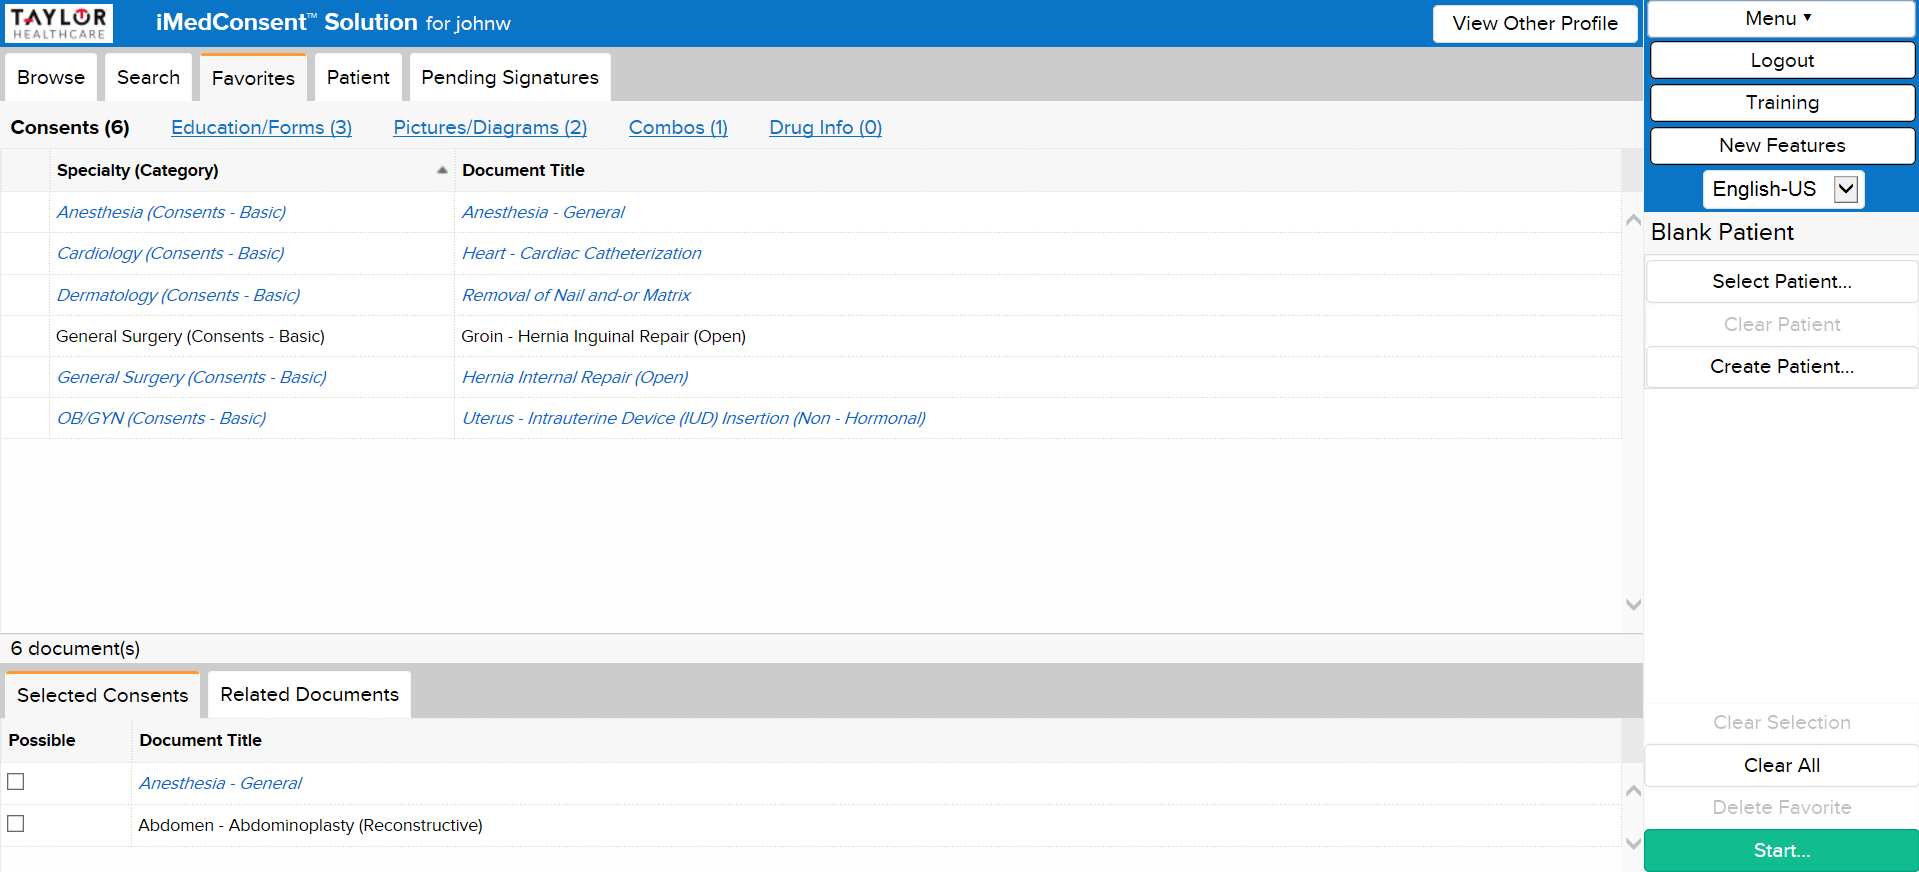 TAYLOR
HEALTHCARE
iMedConsent™ Solution for johnw
View Other Profile
Menu ▾
Logout
Training
New Features
English-US
Browse
Search
Favorites
Patient
Pending Signatures
Consents (6)
Education/Forms (3)
Pictures/Diagrams (2)
Combos (1)
Drug Info (0)
Specialty (Category)
Document Title
Anesthesia (Consents - Basic)
Anesthesia - General
Cardiology (Consents - Basic)
Heart - Cardiac Catheterization
Dermatology (Consents - Basic)
Removal of Nail and-or Matrix
General Surgery (Consents - Basic)
Groin - Hernia Inguinal Repair (Open)
General Surgery (Consents - Basic)
Hernia Internal Repair (Open)
OB/GYN (Consents - Basic)
Uterus - Intrauterine Device (IUD) Insertion (Non - Hormonal)
6 document(s)
Selected Consents
Related Documents
Possible
Document Title
Anesthesia - General
Abdomen - Abdominoplasty (Reconstructive)
Blank Patient
Select Patient...
Clear Patient
Create Patient...
Clear Selection
Clear All
Delete Favorite
Start...